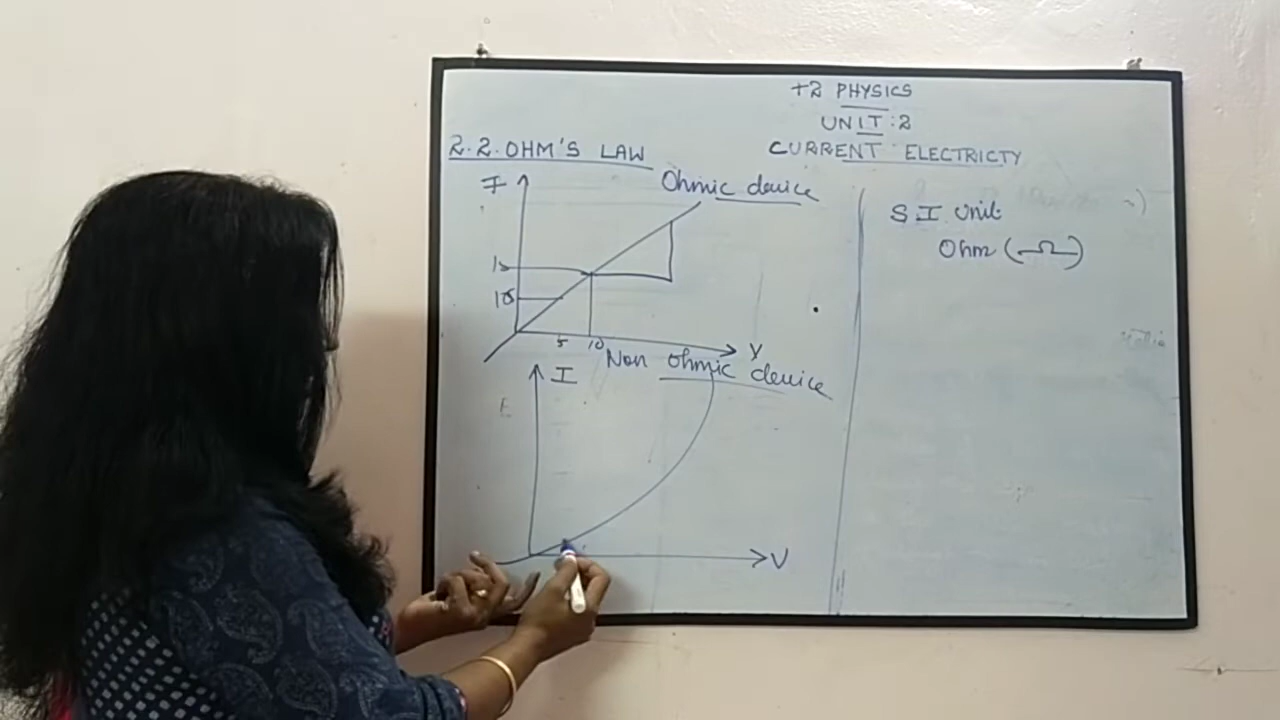 +2 PHYSICS
UNIT:2
CURRENT ELECTRICTY
2.2. OHM'S LAW
I
Ohmic device
5 10
V
Non ohmic device
I
V
SI unit
Ohm (Ω)